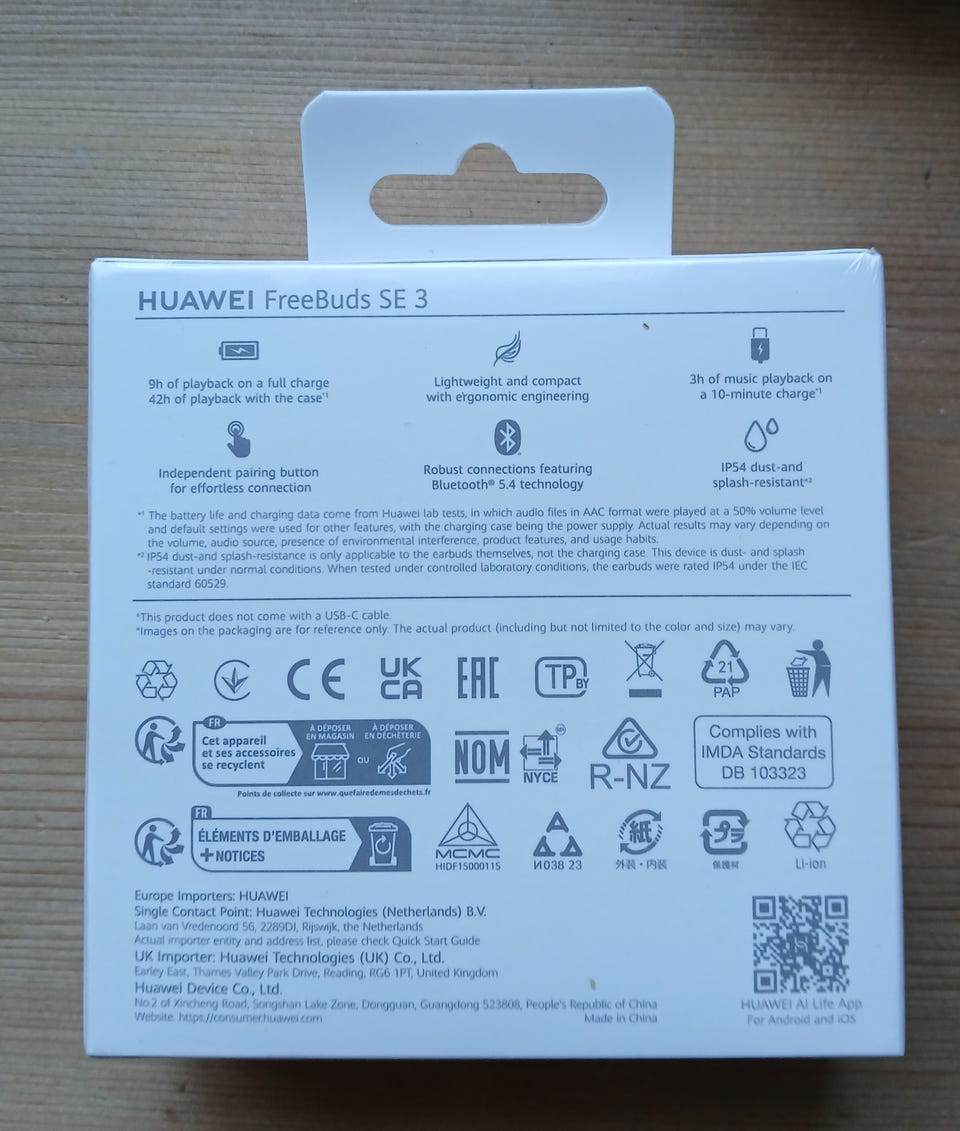 HUAWEI FreeBuds SE 3
9h of playback on a full charge
42h of playback with the case*1
Lightweight and compact
with ergonomic engineering
3h of music playback on
a 10-minute charge*1
Independent pairing button
for effortless connection
Robust connections featuring
Bluetooth® 5.4 technology
IP54 dust-and
splash-resistant*2
*1 The battery life and charging data come from Huawei lab tests, in which audio files in AAC format were played at a 50% volume level
and default settings were used for other features, with the charging case being the power supply. Actual results may vary depending on
the volume, audio source, presence of environmental interference, product features, and usage habits.
*2 IP54 dust-and splash-resistance is only applicable to the earbuds themselves, not the charging case. This device is dust- and splash
-resistant under normal conditions. When tested under controlled laboratory conditions, the earbuds were rated IP54 under the IEC
standard 60529.
*This product does not come with a USB-C cable.
*Images on the packaging are for reference only. The actual product (including but not limited to the color and size) may vary.
CE
UK
CA
EAC
TP BY
21
PAP
FR
Cet appareil
et ses accessoires
se recyclent
À DÉPOSER
EN MAGASIN
OU
À DÉPOSER
EN DÉCHÈTERIE
Points de collecte sur www.quefairedemesdechets.fr
NOM
NYCE
R-NZ
Complies with
IMDA Standards
DB 103323
FR
ÉLÉMENTS D'EMBALLAGE
+NOTICES
MCMC
HIDF15000115
И038 23
紙
外装・内装
プラ
保護材
Li-ion
Europe Importers: HUAWEI
Single Contact Point: Huawei Technologies (Netherlands) B.V.
Laan van Vredenoord 56, 2289DJ, Rijswijk, the Netherlands
Actual importer entity and address list, please check Quick Start Guide
UK Importer: Huawei Technologies (UK) Co., Ltd.
Earley East, Thames Valley Park Drive, Reading, RG6 1PT, United Kingdom
Huawei Device Co., Ltd.
No.2 of Xincheng Road, Songshan Lake Zone, Dongguan, Guangdong 523808, People's Republic of China
Website: https://consumer.huawei.com
Made in China
HUAWEI AI Life App
For Android and iOS